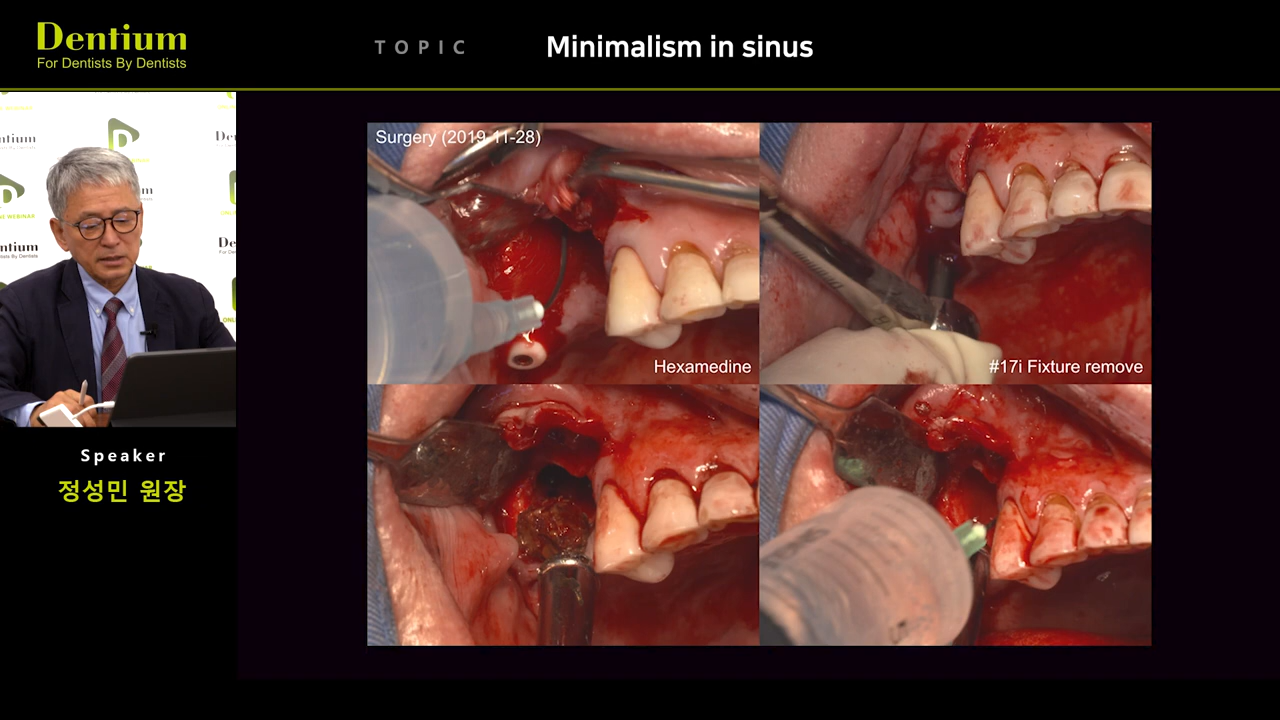 Dentium
For Dentists By Dentists
TOPIC
Minimalism in sinus
Surgery (2019-11-28)
Hexamedine
#17i Fixture remove
Speaker
정성민 원장